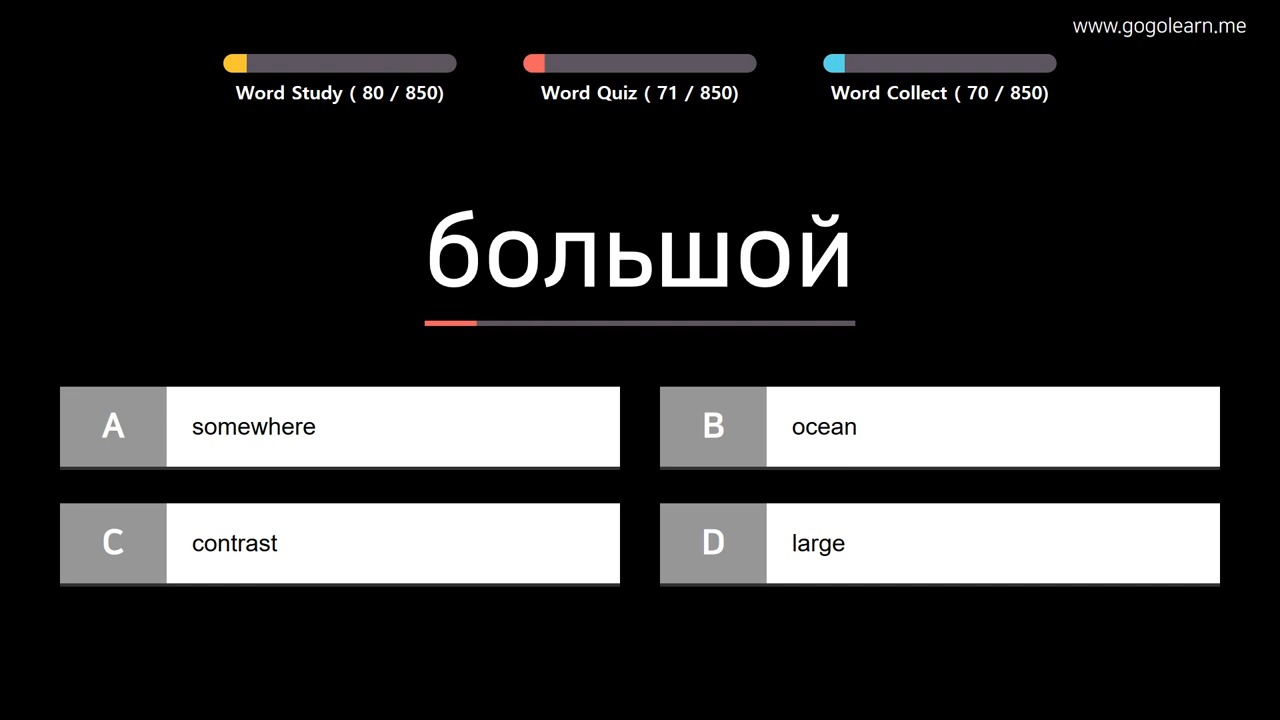 www.gogolearn.me
Word Study ( 80 / 850)
Word Quiz ( 71 / 850)
Word Collect ( 70 / 850)
большой
A somewhere
B ocean
C contrast
D large